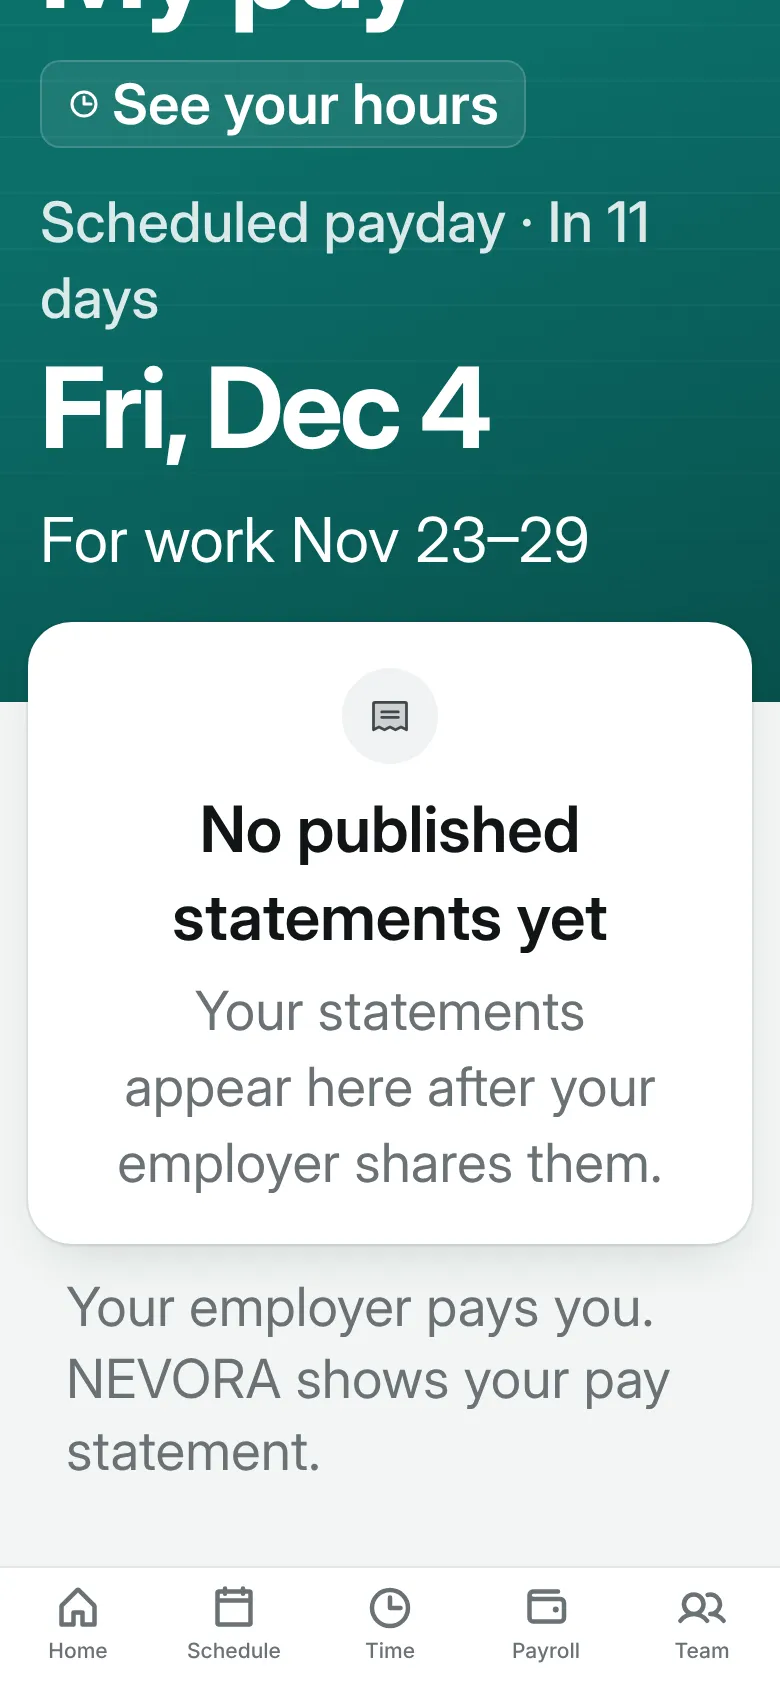 My pay
See your hours
Scheduled payday · In 11
days
Fri, Dec 4
For work Nov 23–29
No published
statements yet
Your statements
appear here after your
employer shares them.
Your employer pays you.
NEVORA shows your pay
statement.
Home
Schedule
Time
Payroll
Team